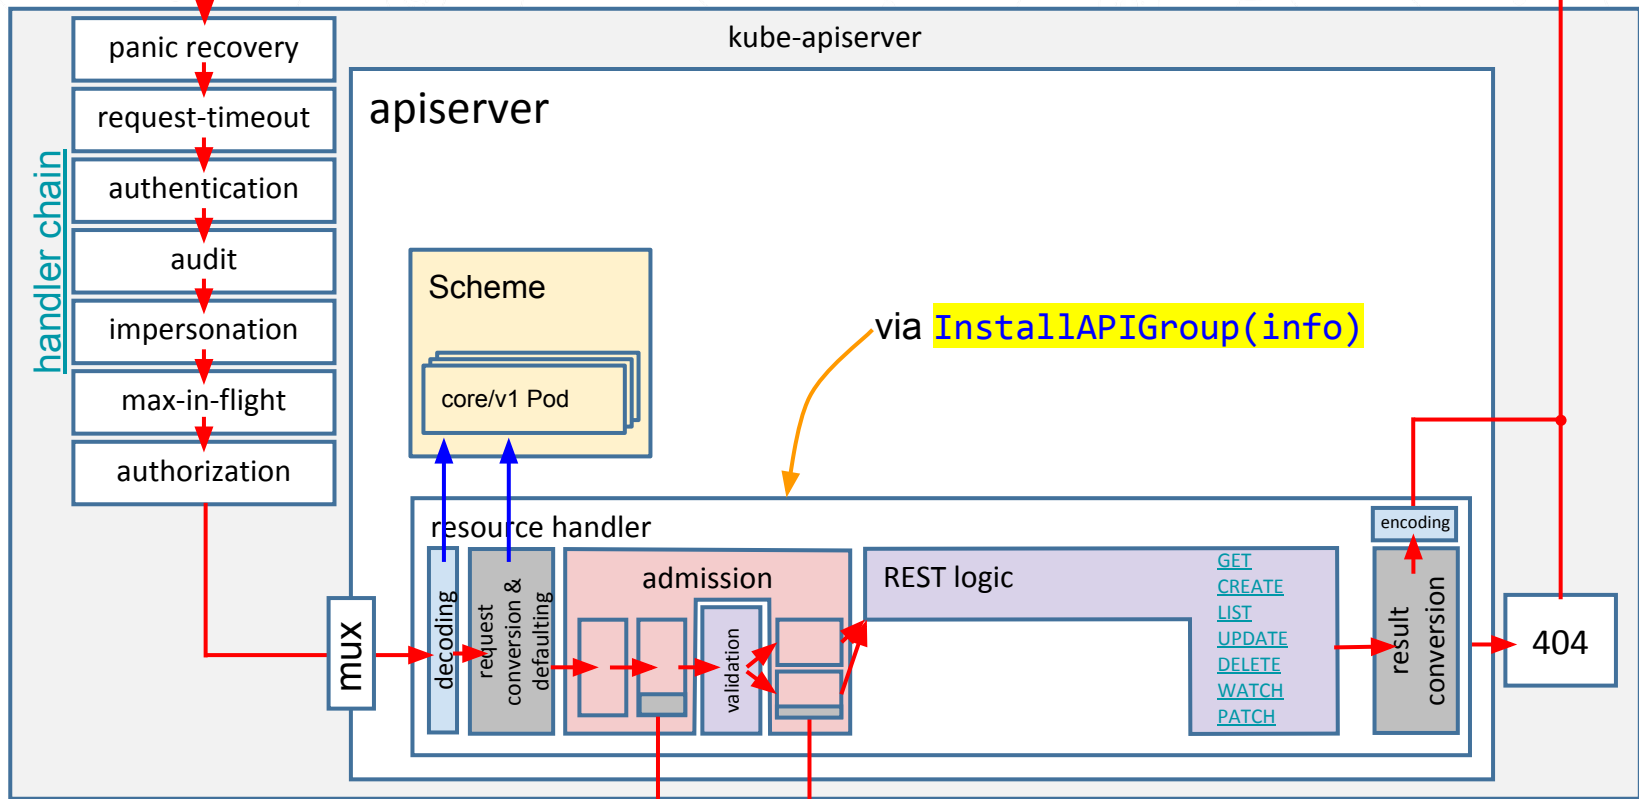 kube-apiserver
panic recovery
request-timeout
authentication
audit
impersonation
max-in-flight
authorization
handler chain
apiserver
Scheme
core/v1 Pod
via InstallAPIGroup(info)
resource handler
mux
decoding
request
conversion &
defaulting
admission
validation
REST logic
GET
CREATE
LIST
UPDATE
DELETE
WATCH
PATCH
encoding
result
conversion
404